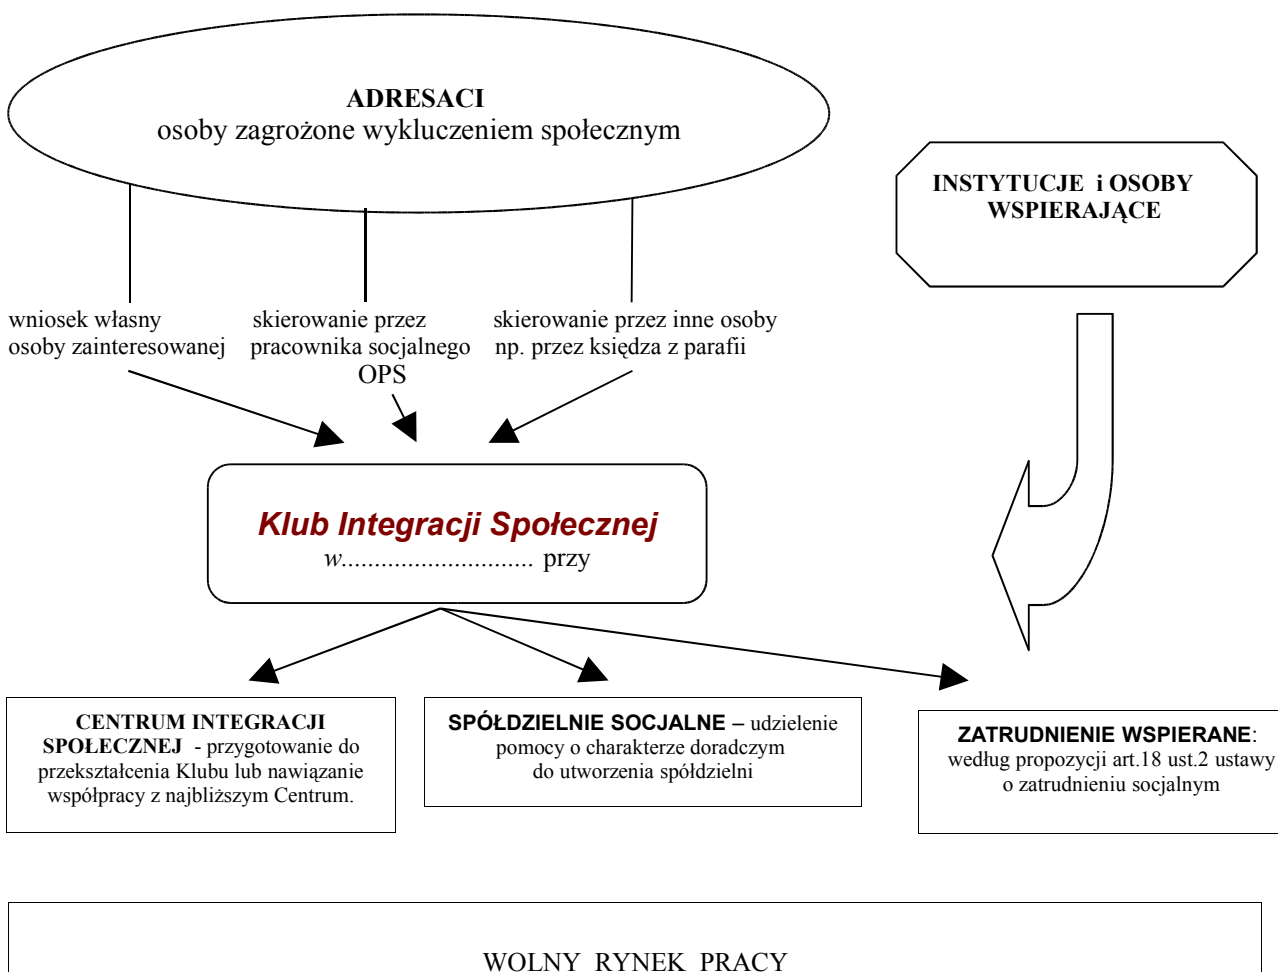 ADRESACI
osoby zagrożone wykluczeniem społecznym
INSTYTUCJE i OSOBY
WSPIERAJĄCE
wniosek własny
osoby zainteresowanej
skierowanie przez
pracownika socjalnego
OPS
skierowanie przez inne osoby
np. przez księdza z parafii
Klub Integracji Społecznej
w............................. przy
CENTRUM INTEGRACJI
SPOŁECZNEJ - przygotowanie do
przekształcenia Klubu lub nawiązanie
współpracy z najbliższym Centrum.
SPÓŁDZIELNIE SOCJALNE – udzielenie
pomocy o charakterze doradczym
do utworzenia spółdzielni
ZATRUDNIENIE WSPIERANE:
według propozycji art.18 ust.2 ustawy
o zatrudnieniu socjalnym
WOLNY RYNEK PRACY